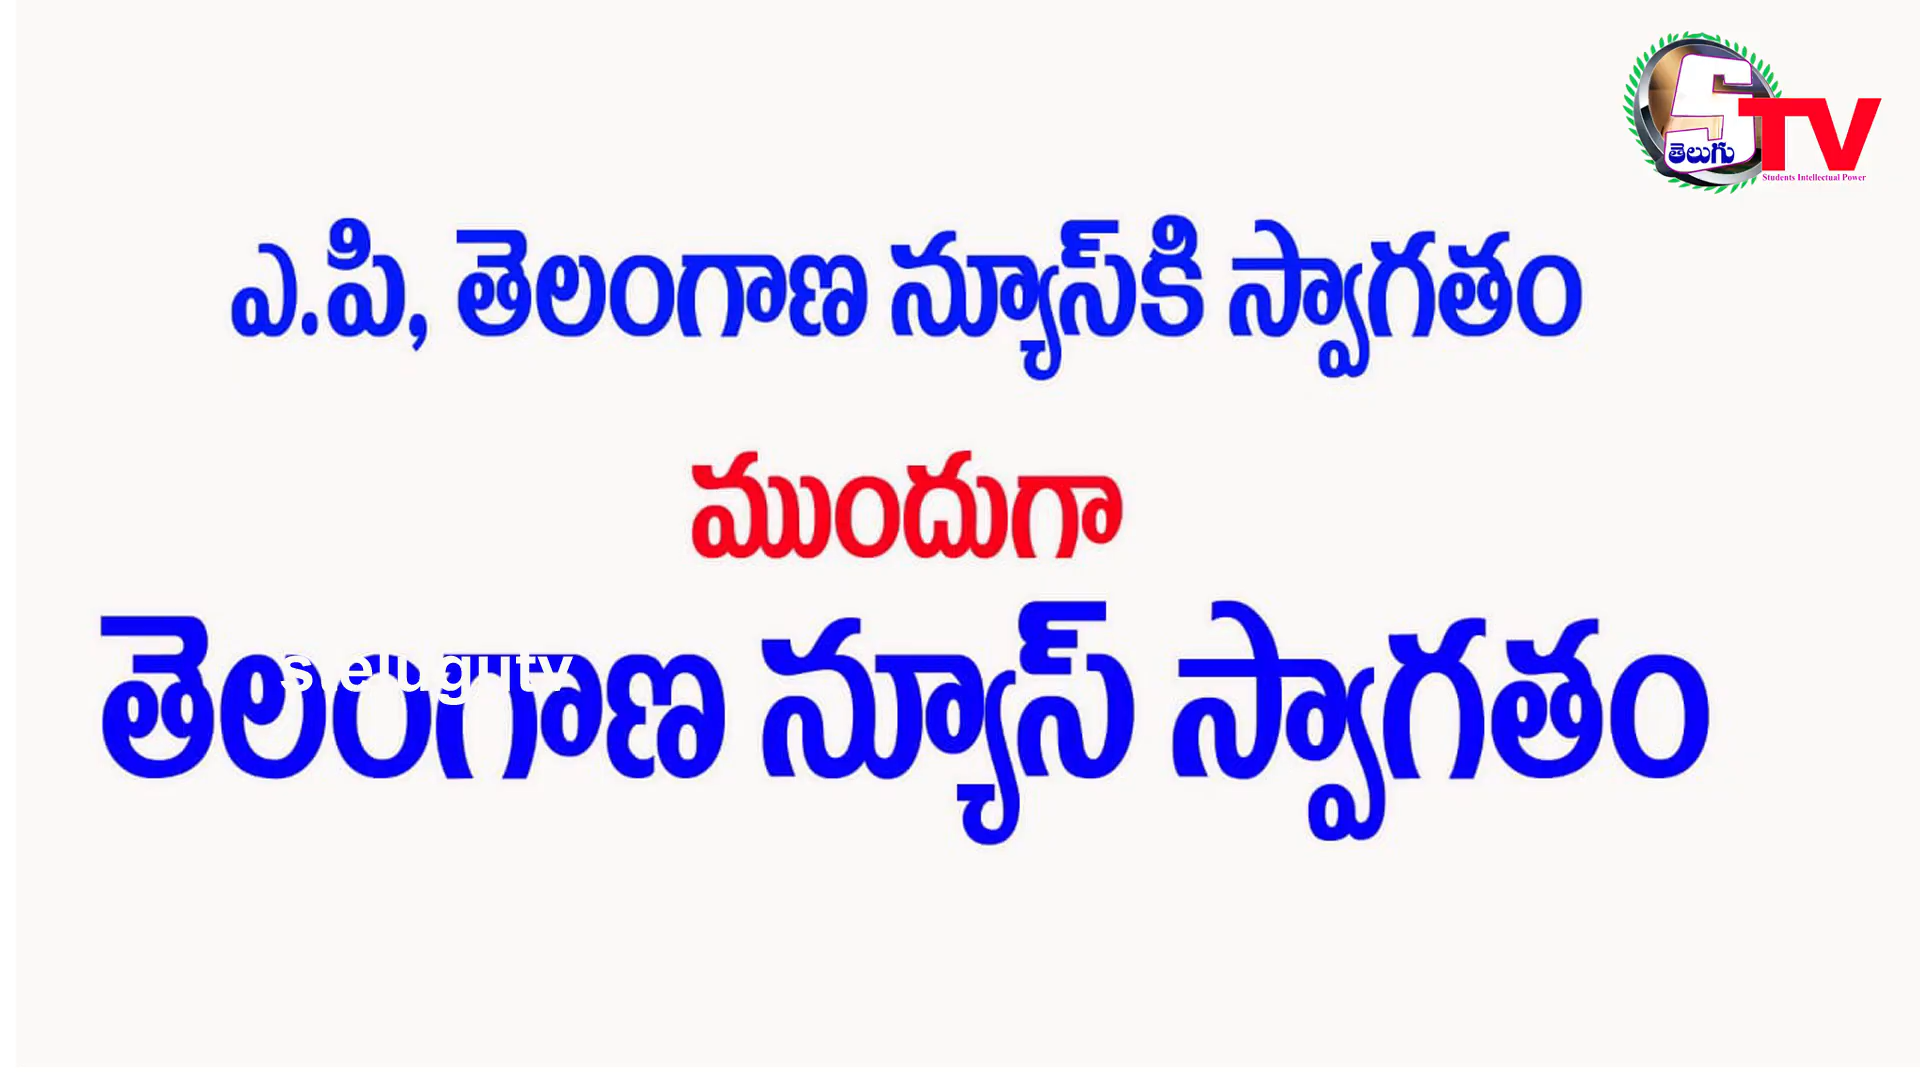 S TV
తెలుగు
Students Intellectual Power
ఎ.పి, తెలంగాణ న్యూస్‌కి స్వాగతం
ముందుగా
తెలంగాణ న్యూస్ స్వాగతం